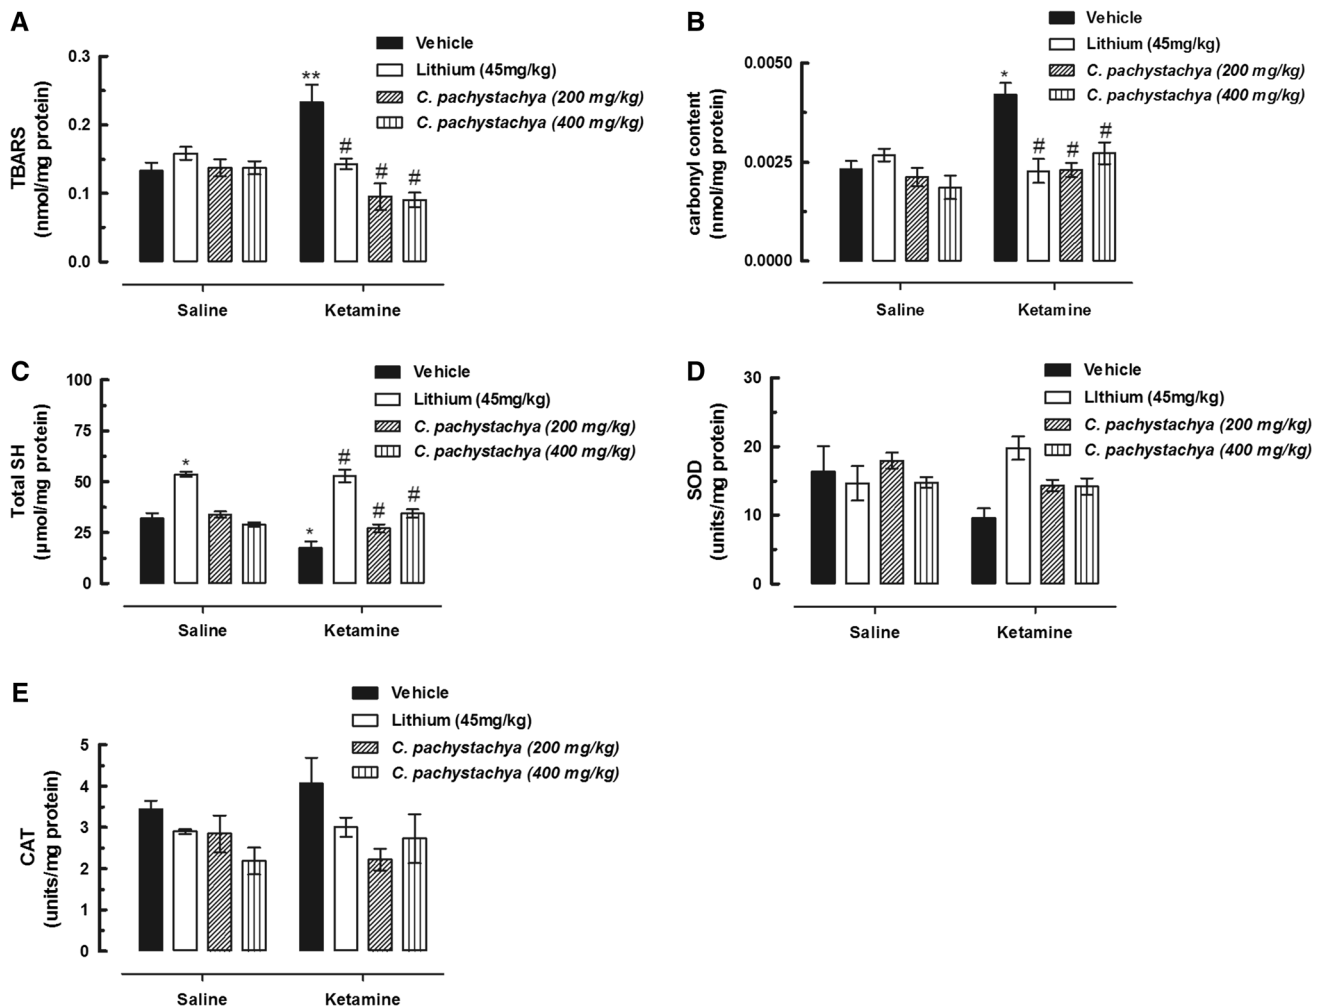 A
Vehicle
Lithium (45mg/kg)
C. pachystachya (200 mg/kg)
C. pachystachya (400 mg/kg)
TBARS
(nmol/mg protein)
0.3
0.2
0.1
0.0
**
#
#
#
Saline
Ketamine
B
Vehicle
Lithium (45mg/kg)
C. pachystachya (200 mg/kg)
C. pachystachya (400 mg/kg)
carbonyl content
(nmol/mg protein)
0.0050
0.0025
0.0000
*
#
#
#
Saline
Ketamine
C
Vehicle
Lithium (45mg/kg)
C. pachystachya (200 mg/kg)
C. pachystachya (400 mg/kg)
Total SH
(µmol/mg protein)
100
75
50
25
0
*
*
#
#
#
Saline
Ketamine
D
Vehicle
LIthium (45mg/kg)
C. pachystachya (200 mg/kg)
C. pachystachya (400 mg/kg)
SOD
(units/mg protein)
30
20
10
0
Saline
Ketamine
E
Vehicle
Lithium (45mg/kg)
C. pachystachya (200 mg/kg)
C. pachystachya (400 mg/kg)
CAT
(units/mg protein)
5
4
3
2
1
0
Saline
Ketamine